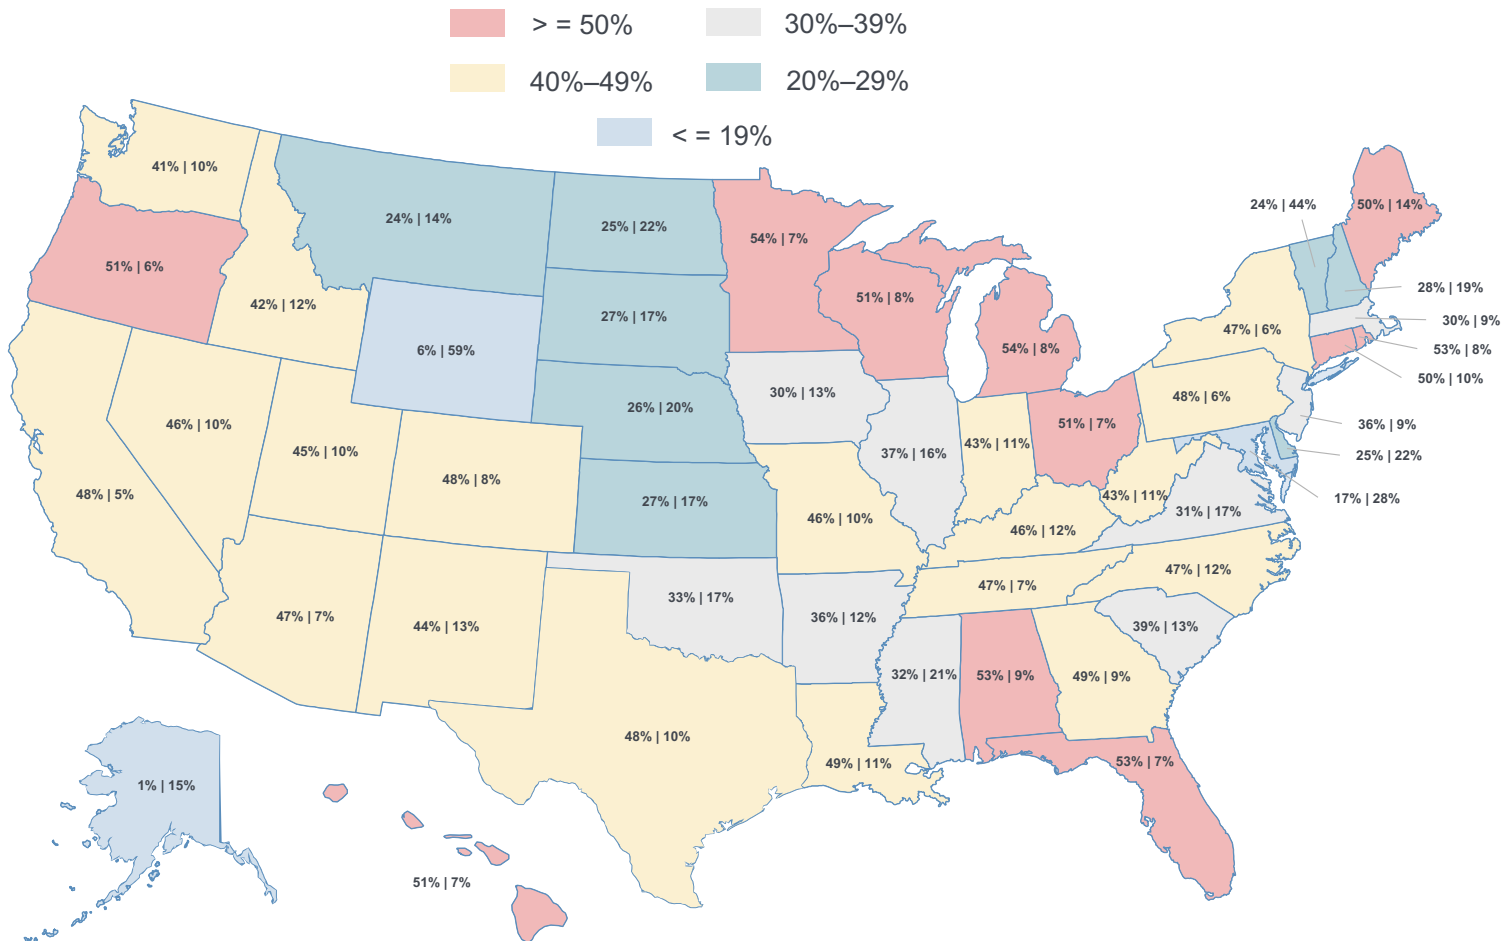 > = 50%
30%–39%
40%–49%
20%–29%
< = 19%
41% | 10%
24% | 14%
25% | 22%
54% | 7%
24% | 44%
50% | 14%
51% | 6%
42% | 12%
6% | 59%
27% | 17%
51% | 8%
54% | 8%
47% | 6%
28% | 19%
30% | 9%
53% | 8%
50% | 10%
46% | 10%
45% | 10%
48% | 8%
26% | 20%
30% | 13%
37% | 16%
43% | 11%
51% | 7%
48% | 6%
36% | 9%
25% | 22%
17% | 28%
48% | 5%
27% | 17%
46% | 10%
46% | 12%
43% | 11%
31% | 17%
47% | 7%
44% | 13%
33% | 17%
36% | 12%
47% | 7%
47% | 12%
39% | 13%
32% | 21%
53% | 9%
49% | 9%
48% | 10%
49% | 11%
53% | 7%
1% | 15%
51% | 7%